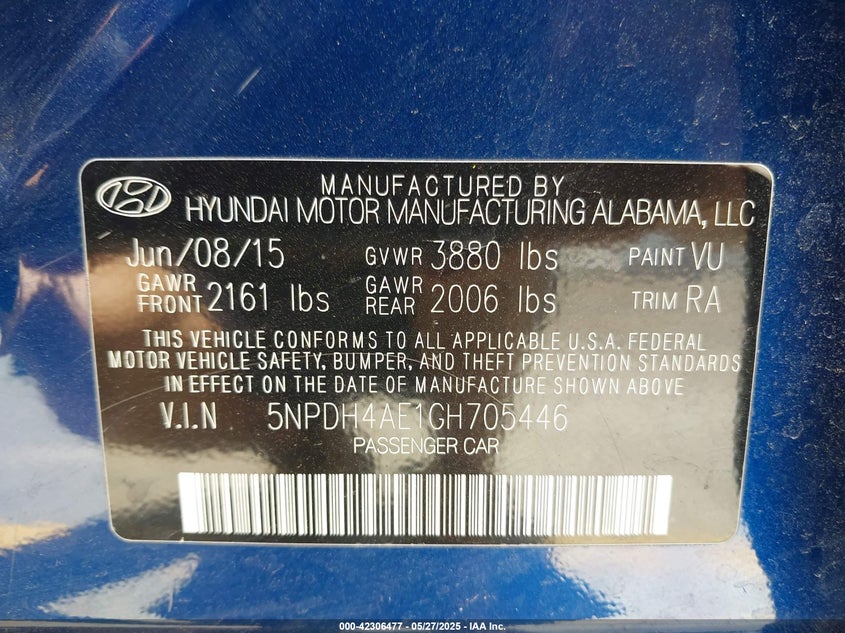 MANUFACTURED BY
HYUNDAI MOTOR MANUFACTURING ALABAMA, LLC
Jun/08/15 GVWR 3880 lbs PAINT VU
GAWR FRONT 2161 lbs GAWR REAR 2006 lbs TRIM RA
THIS VEHICLE CONFORMS TO ALL APPLICABLE U.S.A. FEDERAL
MOTOR VEHICLE SAFETY, BUMPER, AND THEFT PREVENTION STANDARDS
IN EFFECT ON THE DATE OF MANUFACTURE SHOWN ABOVE
V.I.N 5NPDH4AE1GH705446
PASSENGER CAR
000-42306477 - 05/27/2025 - IAA Inc.